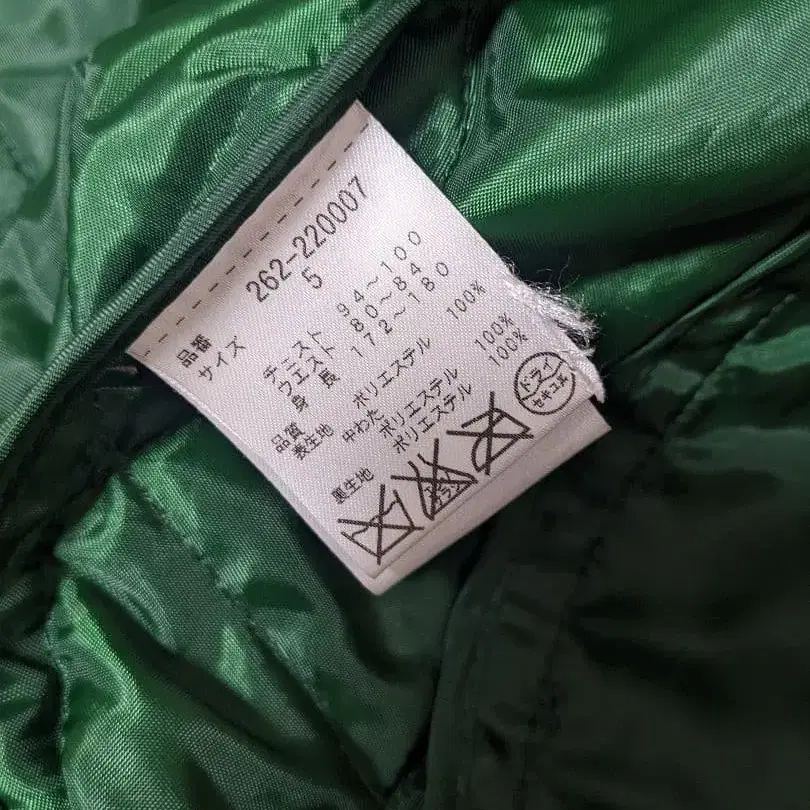 品番 262-220007
サイズ 5
チェスト 94~100
ウエスト 80~84
身長 172~180
品質
表生地 ポリエステル 100%
中わた ポリエステル 100%
裏生地 ポリエステル 100%
ドライ
セキユ系